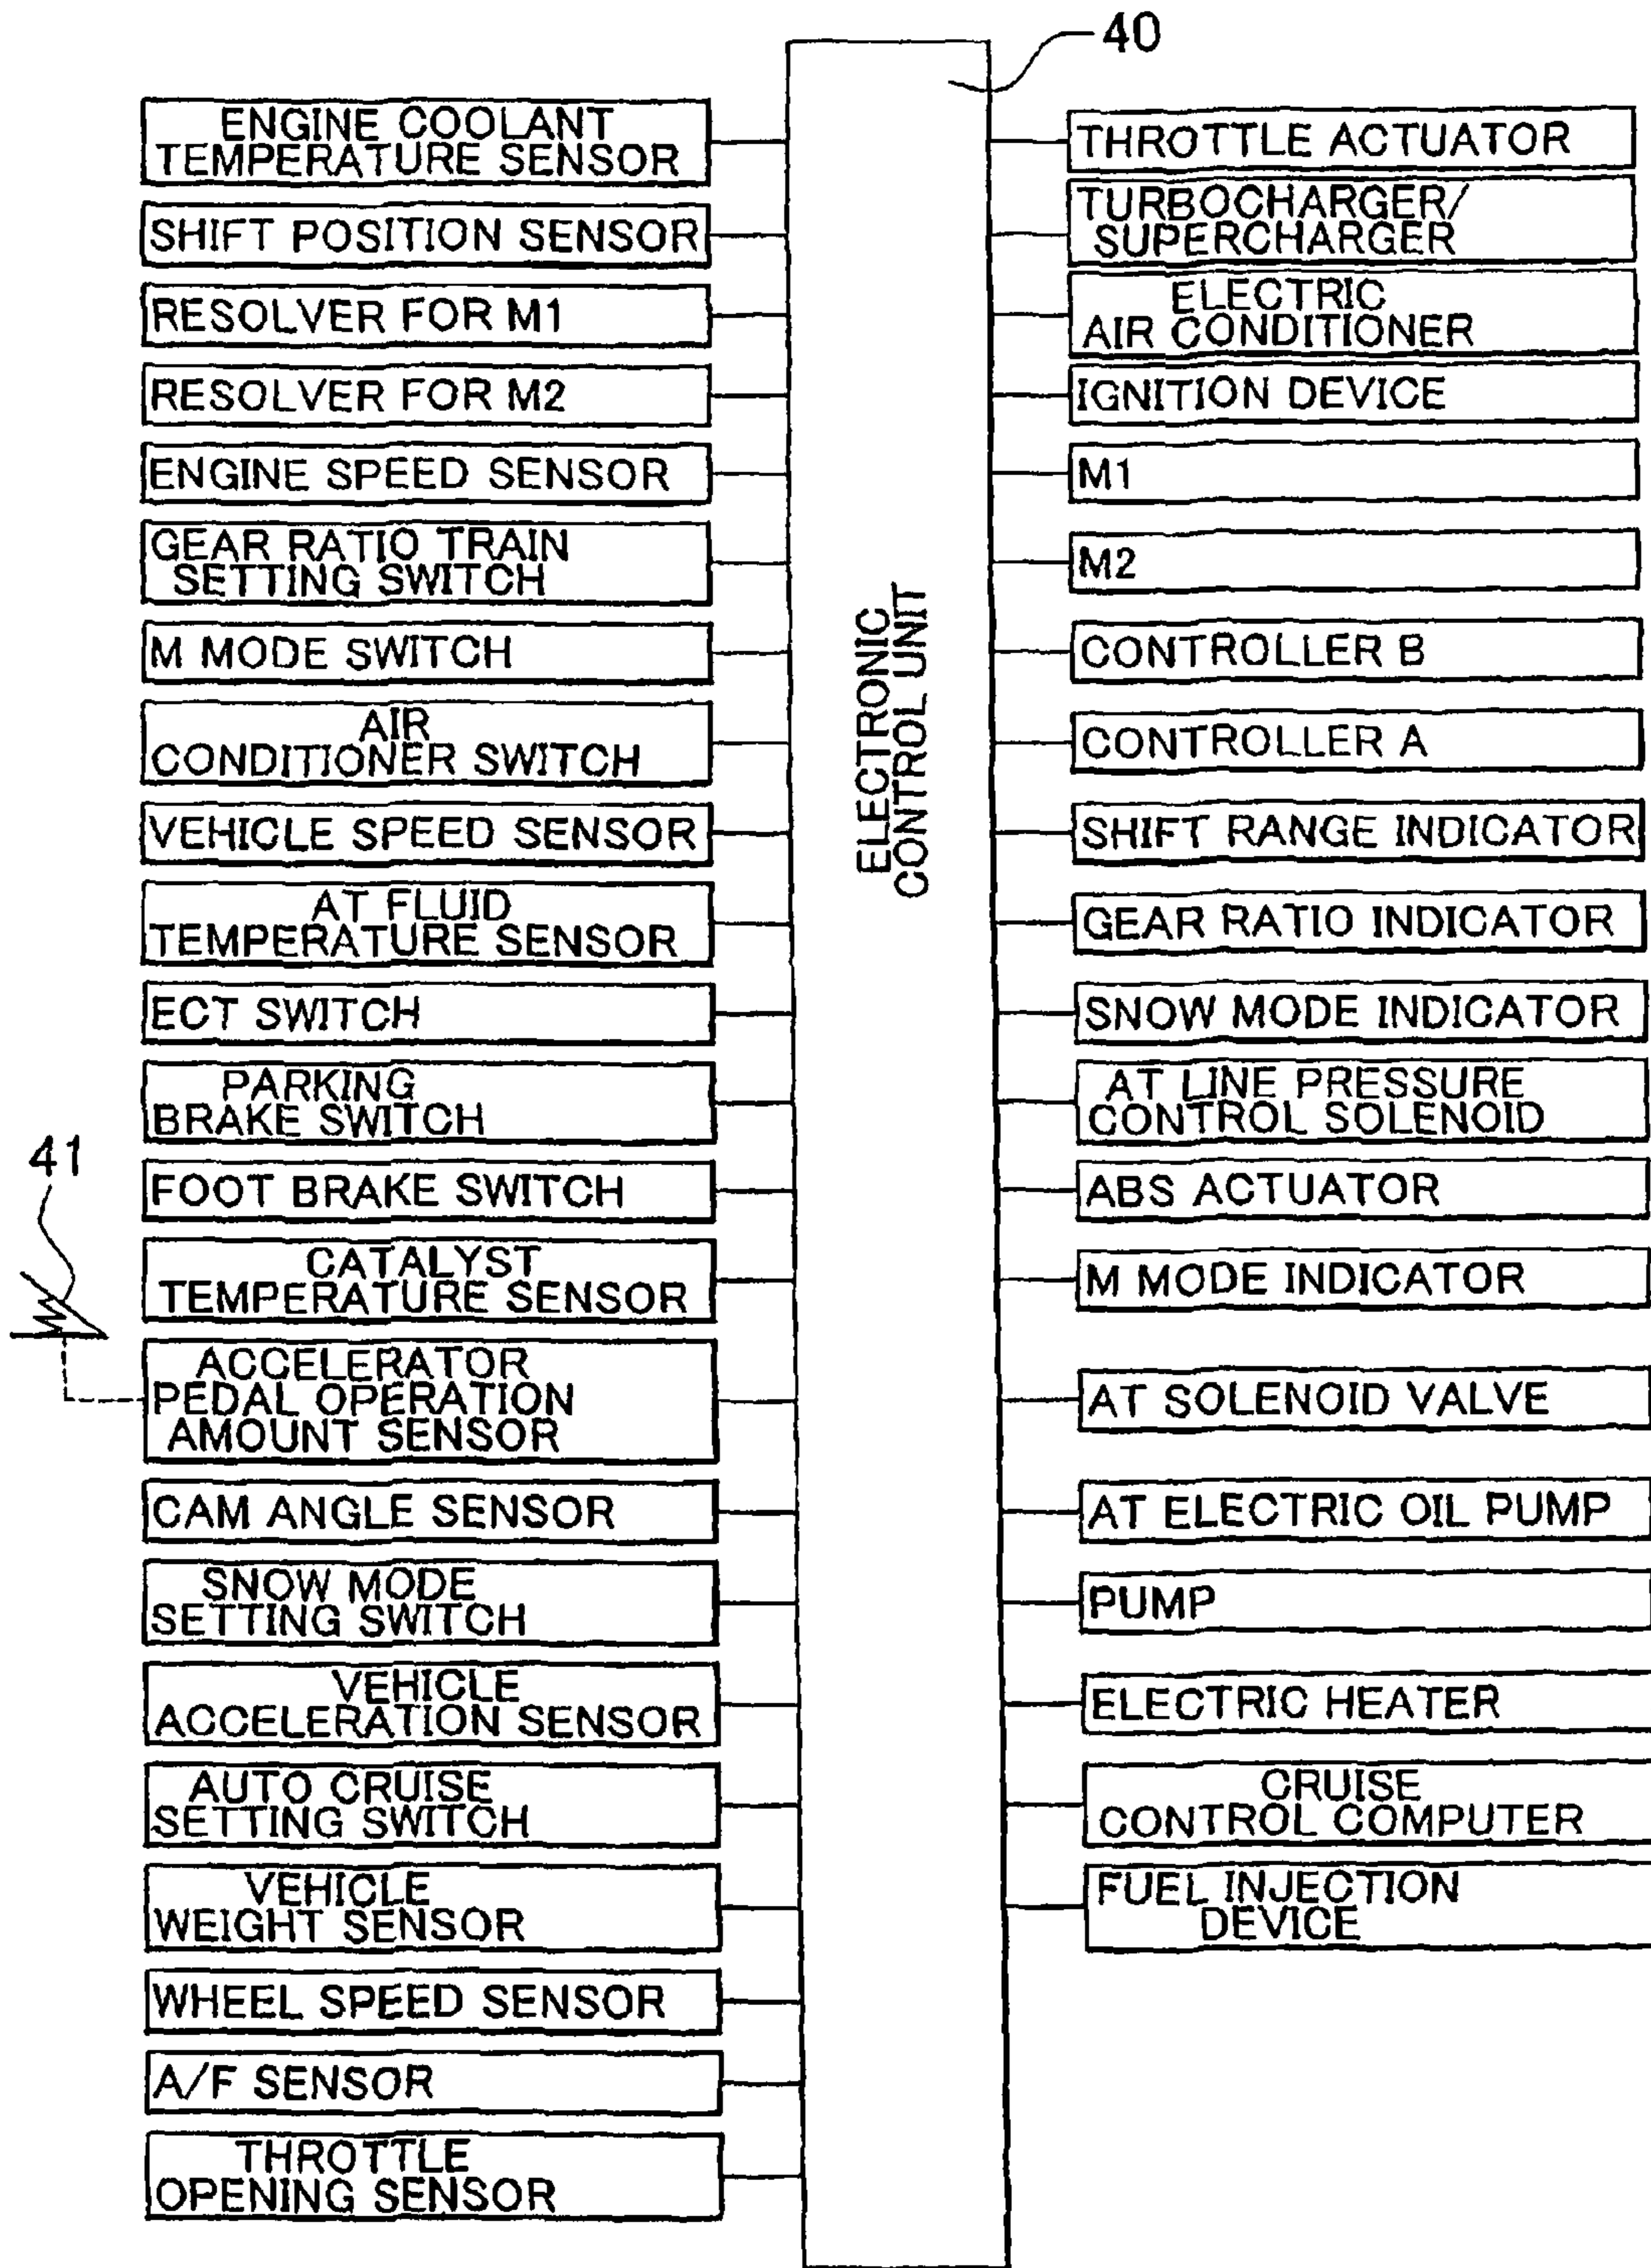 40
ENGINE COOLANT
TEMPERATURE SENSOR
SHIFT POSITION SENSOR
RESOLVER FOR M1
RESOLVER FOR M2
ENGINE SPEED SENSOR
GEAR RATIO TRAIN
SETTING SWITCH
M MODE SWITCH
AIR
CONDITIONER SWITCH
VEHICLE SPEED SENSOR
AT FLUID
TEMPERATURE SENSOR
ECT SWITCH
PARKING
BRAKE SWITCH
41
FOOT BRAKE SWITCH
CATALYST
TEMPERATURE SENSOR
ACCELERATOR
PEDAL OPERATION
AMOUNT SENSOR
CAM ANGLE SENSOR
SNOW MODE
SETTING SWITCH
VEHICLE
ACCELERATION SENSOR
AUTO CRUISE
SETTING SWITCH
VEHICLE
WEIGHT SENSOR
WHEEL SPEED SENSOR
A/F SENSOR
THROTTLE
OPENING SENSOR
ELECTRONIC
CONTROL UNIT
THROTTLE ACTUATOR
TURBOCHARGER/
SUPERCHARGER
ELECTRIC
AIR CONDITIONER
IGNITION DEVICE
M1
M2
CONTROLLER B
CONTROLLER A
SHIFT RANGE INDICATOR
GEAR RATIO INDICATOR
SNOW MODE INDICATOR
AT LINE PRESSURE
CONTROL SOLENOID
ABS ACTUATOR
M MODE INDICATOR
AT SOLENOID VALVE
AT ELECTRIC OIL PUMP
PUMP
ELECTRIC HEATER
CRUISE
CONTROL COMPUTER
FUEL INJECTION
DEVICE